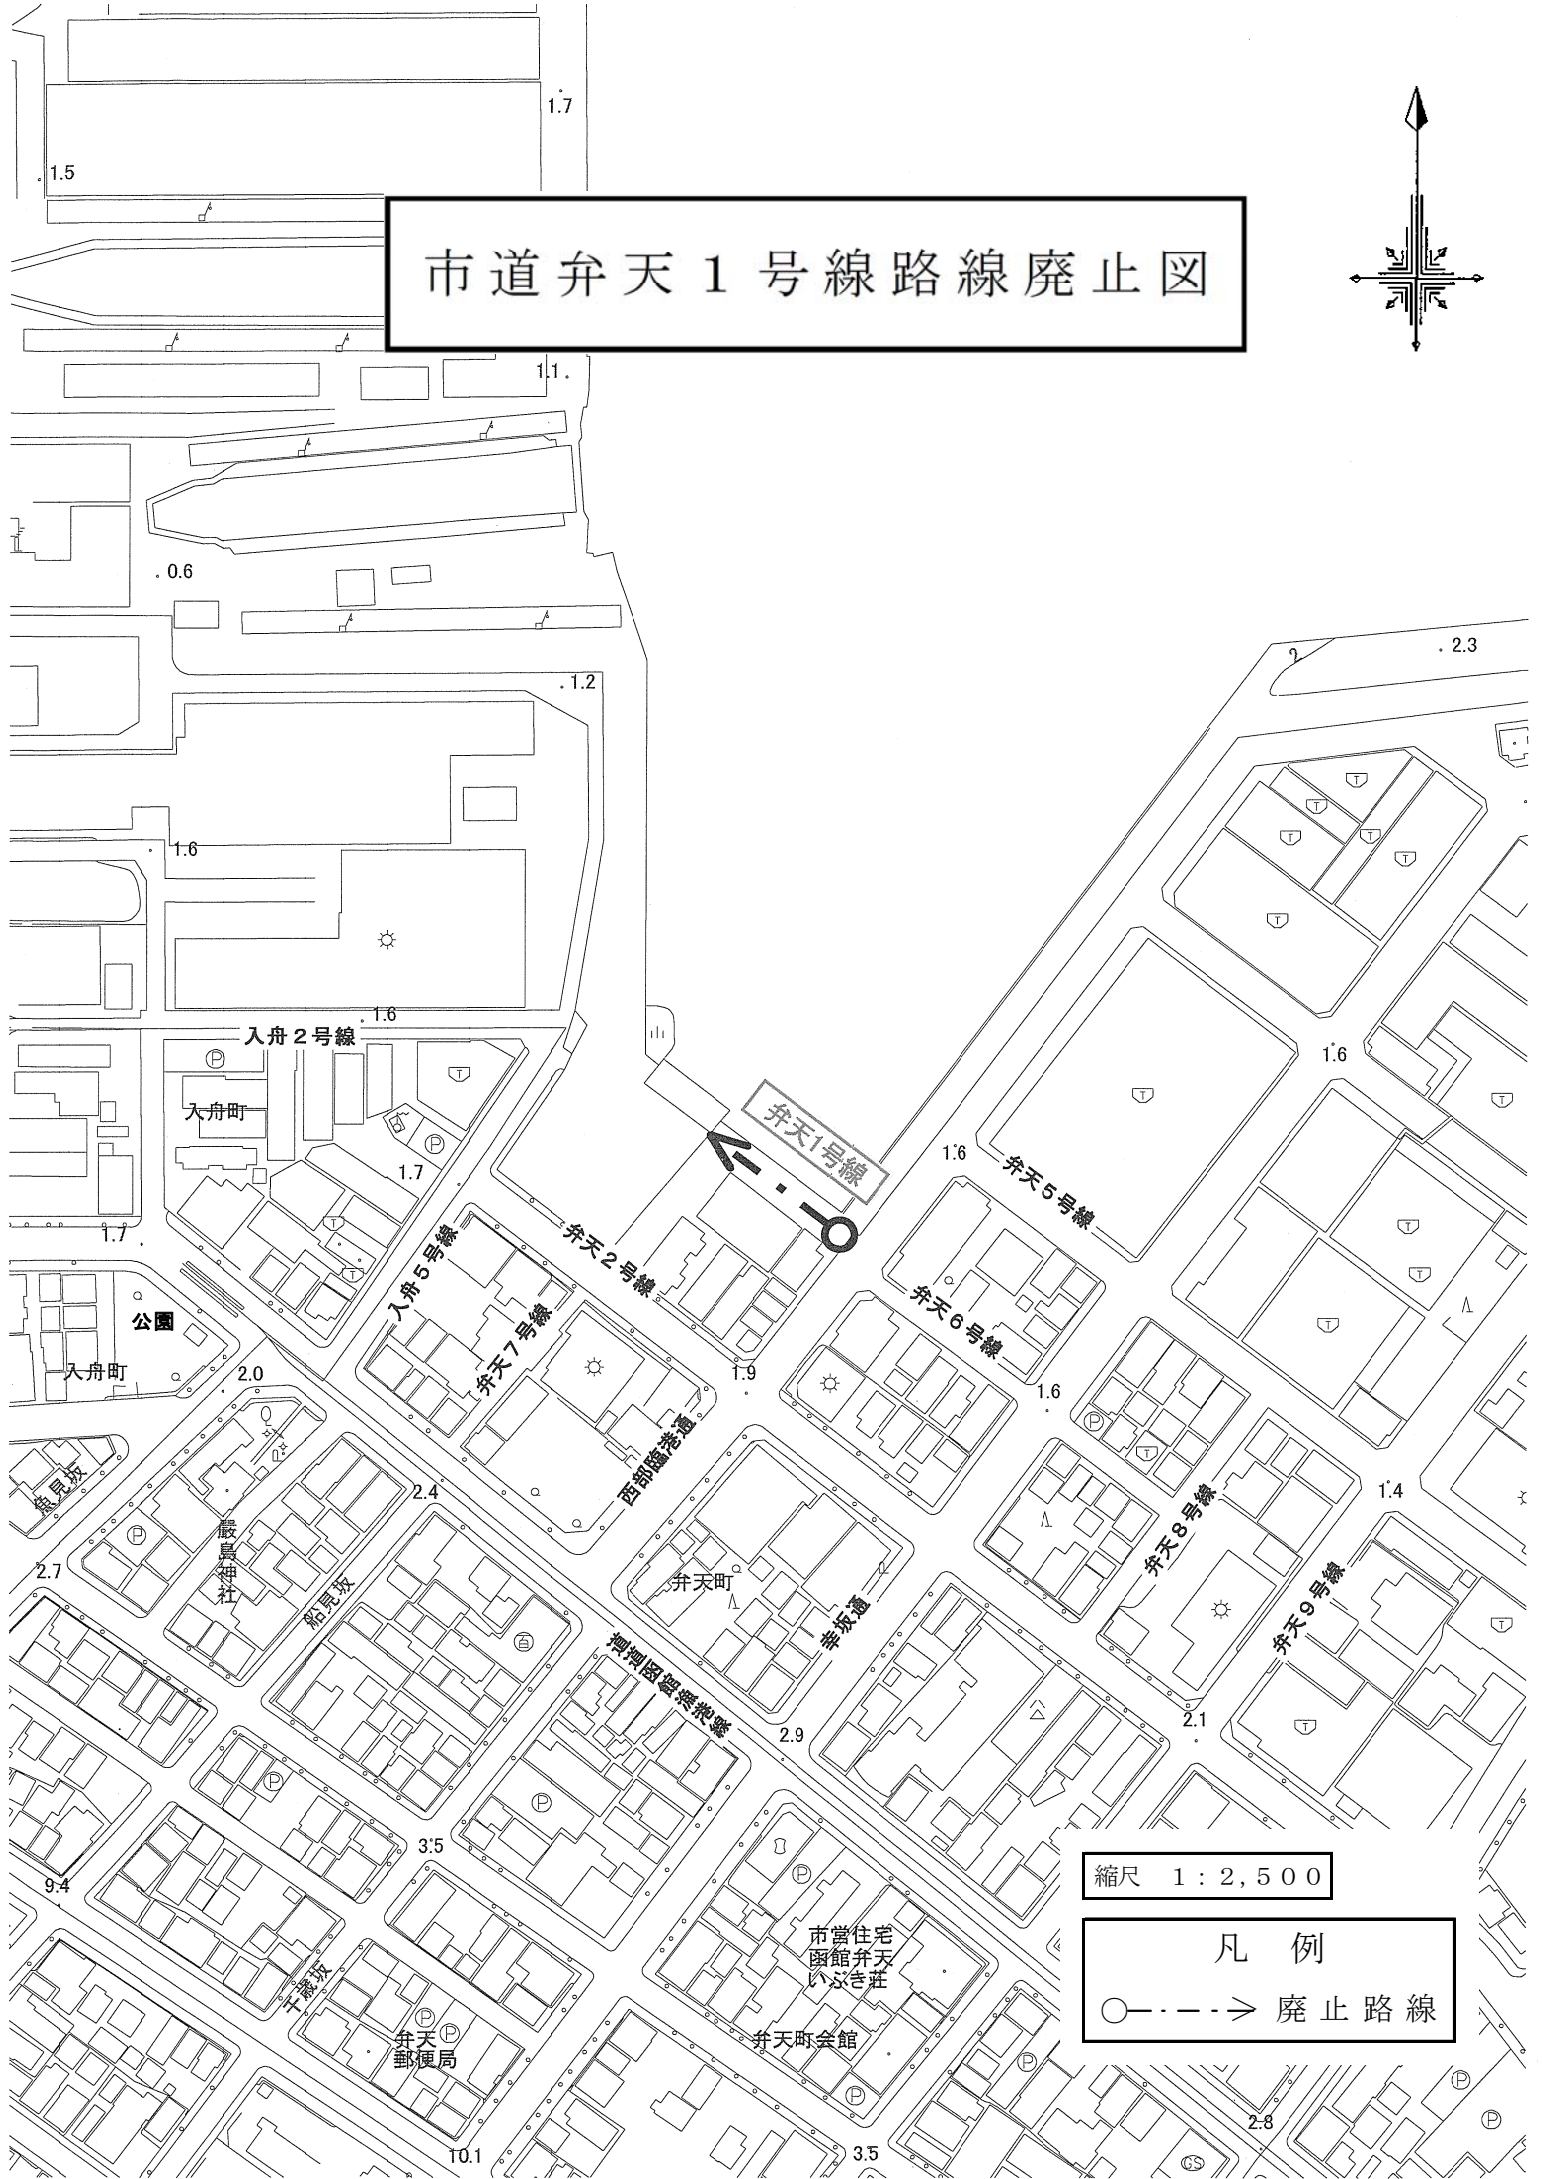 1.7
1.5
市道弁天１号線路線廃止図
1.1
0.6
2.3
1.2
1.6
1.6
入舟２号線
1.6
入舟町
弁天1号線
1.6
弁天５号線
1.7
1.7
入舟５号線
弁天２号線
公園
弁天６号線
弁天７号線
入舟町
2.0
1.9
1.6
西部臨港通
魚見坂
2.4
1.4
弁天８号線
厳島神社
2.7
弁天町
船見坂
幸坂通
弁天９号線
道道函館漁港線
2.9
2.1
3.5
縮尺　１：２,５００
9.4
凡　例
廃止路線
市営住宅
函館弁天
いぶき荘
千歳坂
弁天
郵便局
弁天町会館
2.8
10.1
3.5
GS